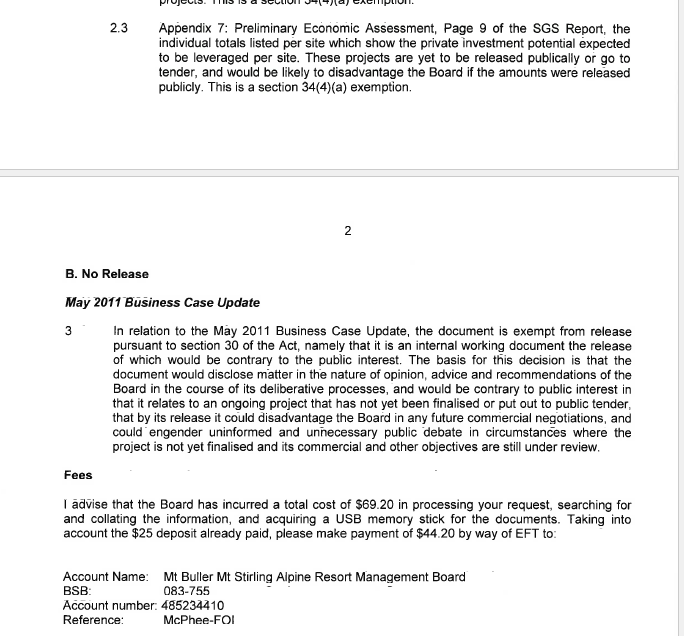 projects. This is a section 34(4)(a) exemption.
2.3 Appendix 7: Preliminary Economic Assessment, Page 9 of the SGS Report, the
individual totals listed per site which show the private investment potential expected
to be leveraged per site. These projects are yet to be released publically or go to
tender, and would be likely to disadvantage the Board if the amounts were released
publicly. This is a section 34(4)(a) exemption.
2
B. No Release
May 2011 Business Case Update
3 In relation to the May 2011 Business Case Update, the document is exempt from release
pursuant to section 30 of the Act, namely that it is an internal working document the release
of which would be contrary to the public interest. The basis for this decision is that the
document would disclose matter in the nature of opinion, advice and recommendations of the
Board in the course of its deliberative processes, and would be contrary to public interest in
that it relates to an ongoing project that has not yet been finalised or put out to public tender,
that by its release it could disadvantage the Board in any future commercial negotiations, and
could engender uninformed and unnecessary public debate in circumstances where the
project is not yet finalised and its commercial and other objectives are still under review.
Fees
I advise that the Board has incurred a total cost of $69.20 in processing your request, searching for
and collating the information, and acquiring a USB memory stick for the documents. Taking into
account the $25 deposit already paid, please make payment of $44.20 by way of EFT to:
Account Name: Mt Buller Mt Stirling Alpine Resort Management Board
BSB: 083-755
Account number: 485234410
Reference: McPhee-FOI